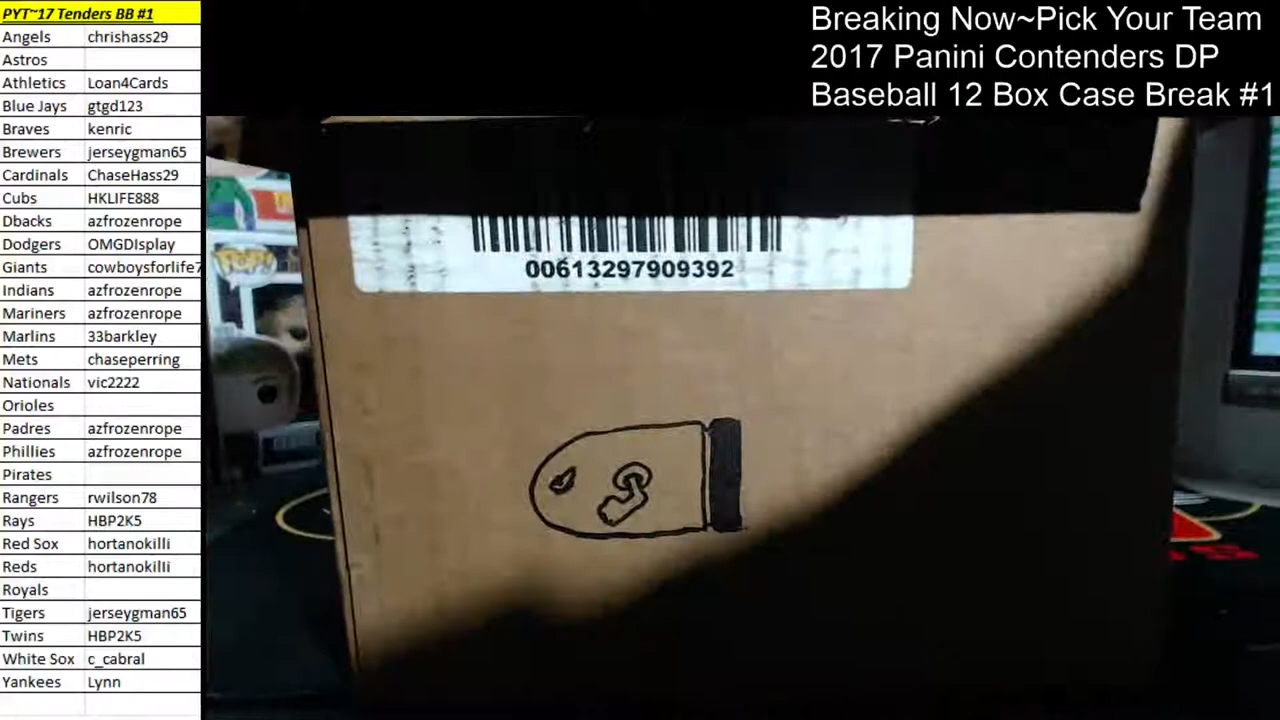 PYT~17 Tenders BB #1
Angels chrishass29
Astros
Athletics Loan4Cards
Blue Jays gtgd123
Braves kenric
Brewers jerseygman65
Cardinals ChaseHass29
Cubs HKLIFE888
Dbacks azfrozenrope
Dodgers OMGDIsplay
Giants cowboysforlife7
Indians azfrozenrope
Mariners azfrozenrope
Marlins 33barkley
Mets chaseperring
Nationals vic2222
Orioles
Padres azfrozenrope
Phillies azfrozenrope
Pirates
Rangers rwilson78
Rays HBP2K5
Red Sox hortanokilli
Reds hortanokilli
Royals
Tigers jerseygman65
Twins HBP2K5
White Sox c_cabral
Yankees Lynn
Breaking Now~Pick Your Team
2017 Panini Contenders DP
Baseball 12 Box Case Break #1
POP!
00613297909392